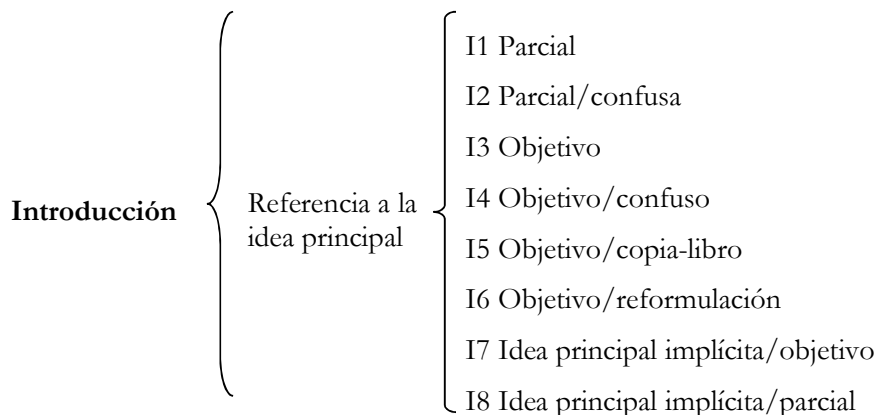 Introducción
Referencia a la
idea principal
I1 Parcial
I2 Parcial/confusa
I3 Objetivo
I4 Objetivo/confuso
I5 Objetivo/copia-libro
I6 Objetivo/reformulación
I7 Idea principal implícita/objetivo
I8 Idea principal implícita/parcial